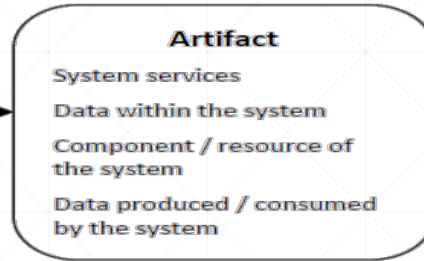 Artifact
System services
Data within the system
Component / resource of
the system
Data produced / consumed
by the system